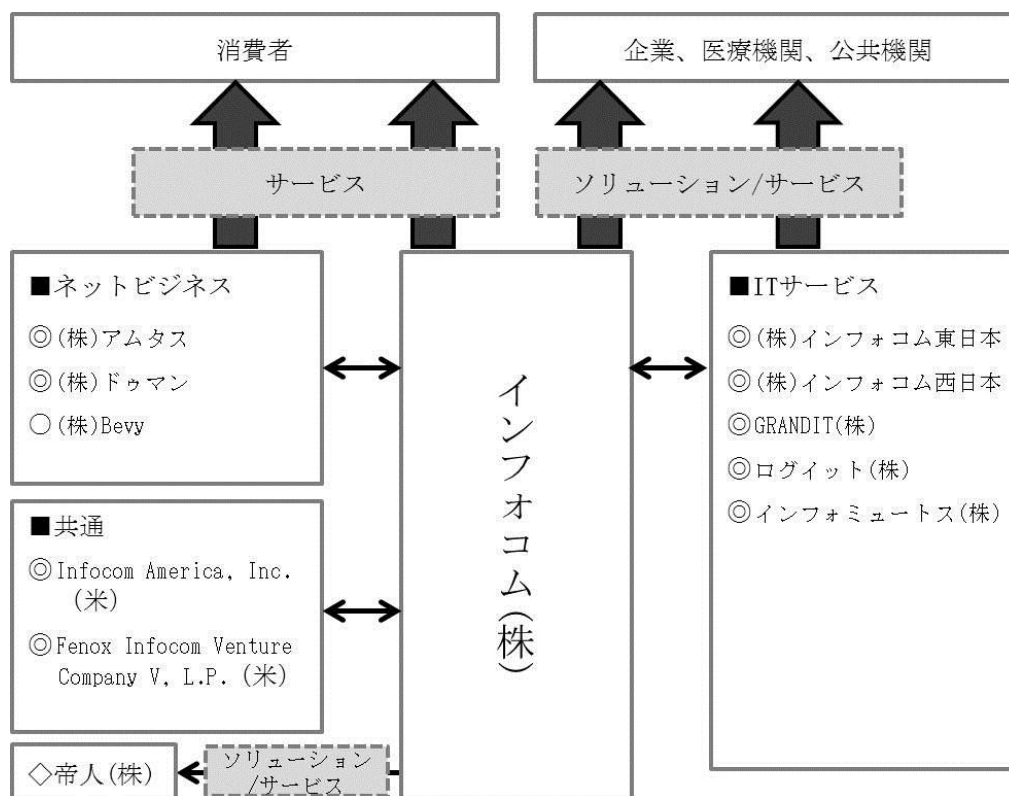 消費者
企業、医療機関、公共機関
サービス
ソリューション/サービス
■ネットビジネス
◎(株)アムタス
◎(株)ドゥマン
○(株)Bevy
■共通
◎Infocom America, Inc.
(米)
◎Fenox Infocom Venture
Company V, L.P. (米)
◇帝人(株)
ソリューション
/サービス
インフォコム(株)
■ITサービス
◎(株)インフォコム東日本
◎(株)インフォコム西日本
◎GRANDIT(株)
◎ログイット(株)
◎インフォミュートス(株)